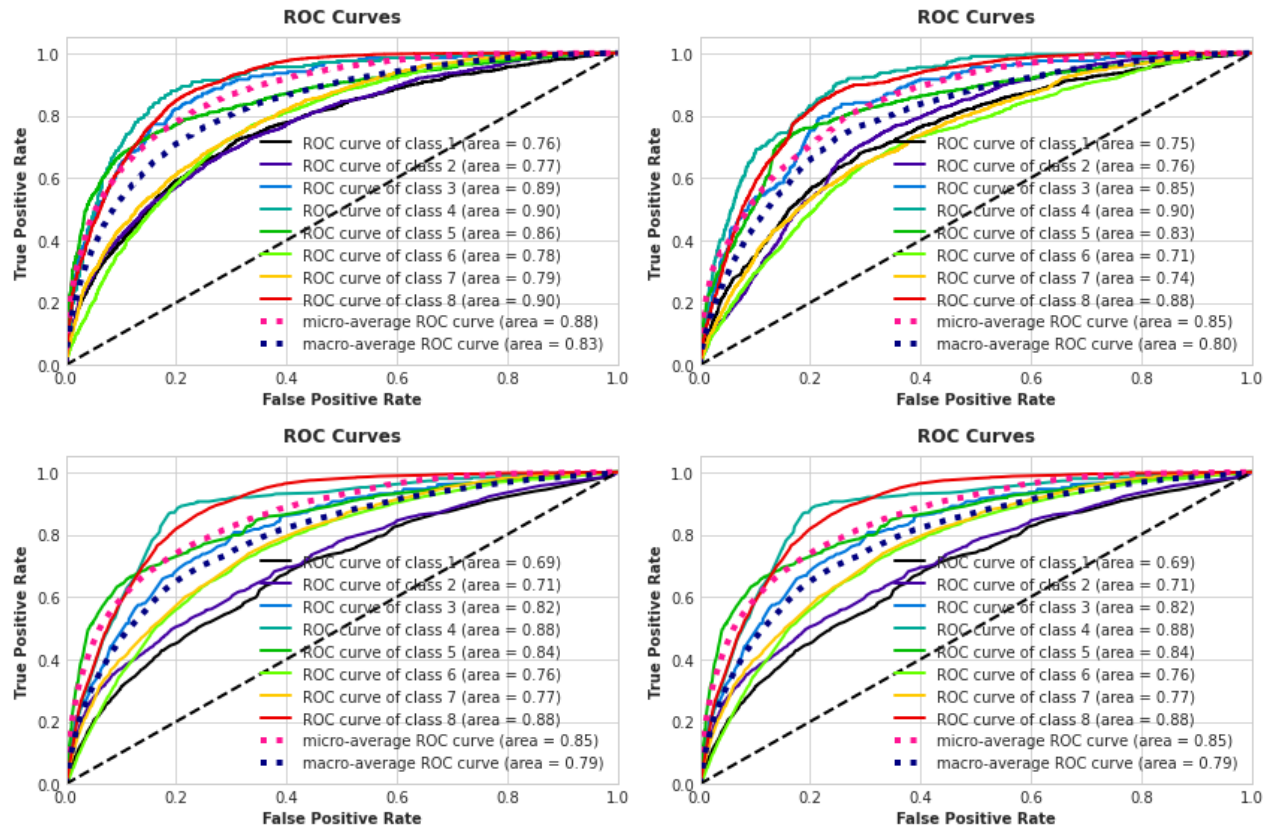 ROC Curves
True Positive Rate
1.0
0.8
0.6
0.4
0.2
0.0
ROC curve of class 1 (area = 0.76)
ROC curve of class 2 (area = 0.77)
ROC curve of class 3 (area = 0.89)
ROC curve of class 4 (area = 0.90)
ROC curve of class 5 (area = 0.86)
ROC curve of class 6 (area = 0.78)
ROC curve of class 7 (area = 0.79)
ROC curve of class 8 (area = 0.90)
micro-average ROC curve (area = 0.88)
macro-average ROC curve (area = 0.83)
0.0 0.2 0.4 0.6 0.8 1.0
False Positive Rate
ROC Curves
True Positive Rate
1.0
0.8
0.6
0.4
0.2
0.0
ROC curve of class 1 (area = 0.75)
ROC curve of class 2 (area = 0.76)
ROC curve of class 3 (area = 0.85)
ROC curve of class 4 (area = 0.90)
ROC curve of class 5 (area = 0.83)
ROC curve of class 6 (area = 0.71)
ROC curve of class 7 (area = 0.74)
ROC curve of class 8 (area = 0.88)
micro-average ROC curve (area = 0.85)
macro-average ROC curve (area = 0.80)
0.0 0.2 0.4 0.6 0.8 1.0
False Positive Rate
ROC Curves
True Positive Rate
1.0
0.8
0.6
0.4
0.2
0.0
ROC curve of class 1 (area = 0.69)
ROC curve of class 2 (area = 0.71)
ROC curve of class 3 (area = 0.82)
ROC curve of class 4 (area = 0.88)
ROC curve of class 5 (area = 0.84)
ROC curve of class 6 (area = 0.76)
ROC curve of class 7 (area = 0.77)
ROC curve of class 8 (area = 0.88)
micro-average ROC curve (area = 0.85)
macro-average ROC curve (area = 0.79)
0.0 0.2 0.4 0.6 0.8 1.0
False Positive Rate
ROC Curves
True Positive Rate
1.0
0.8
0.6
0.4
0.2
0.0
ROC curve of class 1 (area = 0.69)
ROC curve of class 2 (area = 0.71)
ROC curve of class 3 (area = 0.82)
ROC curve of class 4 (area = 0.88)
ROC curve of class 5 (area = 0.84)
ROC curve of class 6 (area = 0.76)
ROC curve of class 7 (area = 0.77)
ROC curve of class 8 (area = 0.88)
micro-average ROC curve (area = 0.85)
macro-average ROC curve (area = 0.79)
0.0 0.2 0.4 0.6 0.8 1.0
False Positive Rate